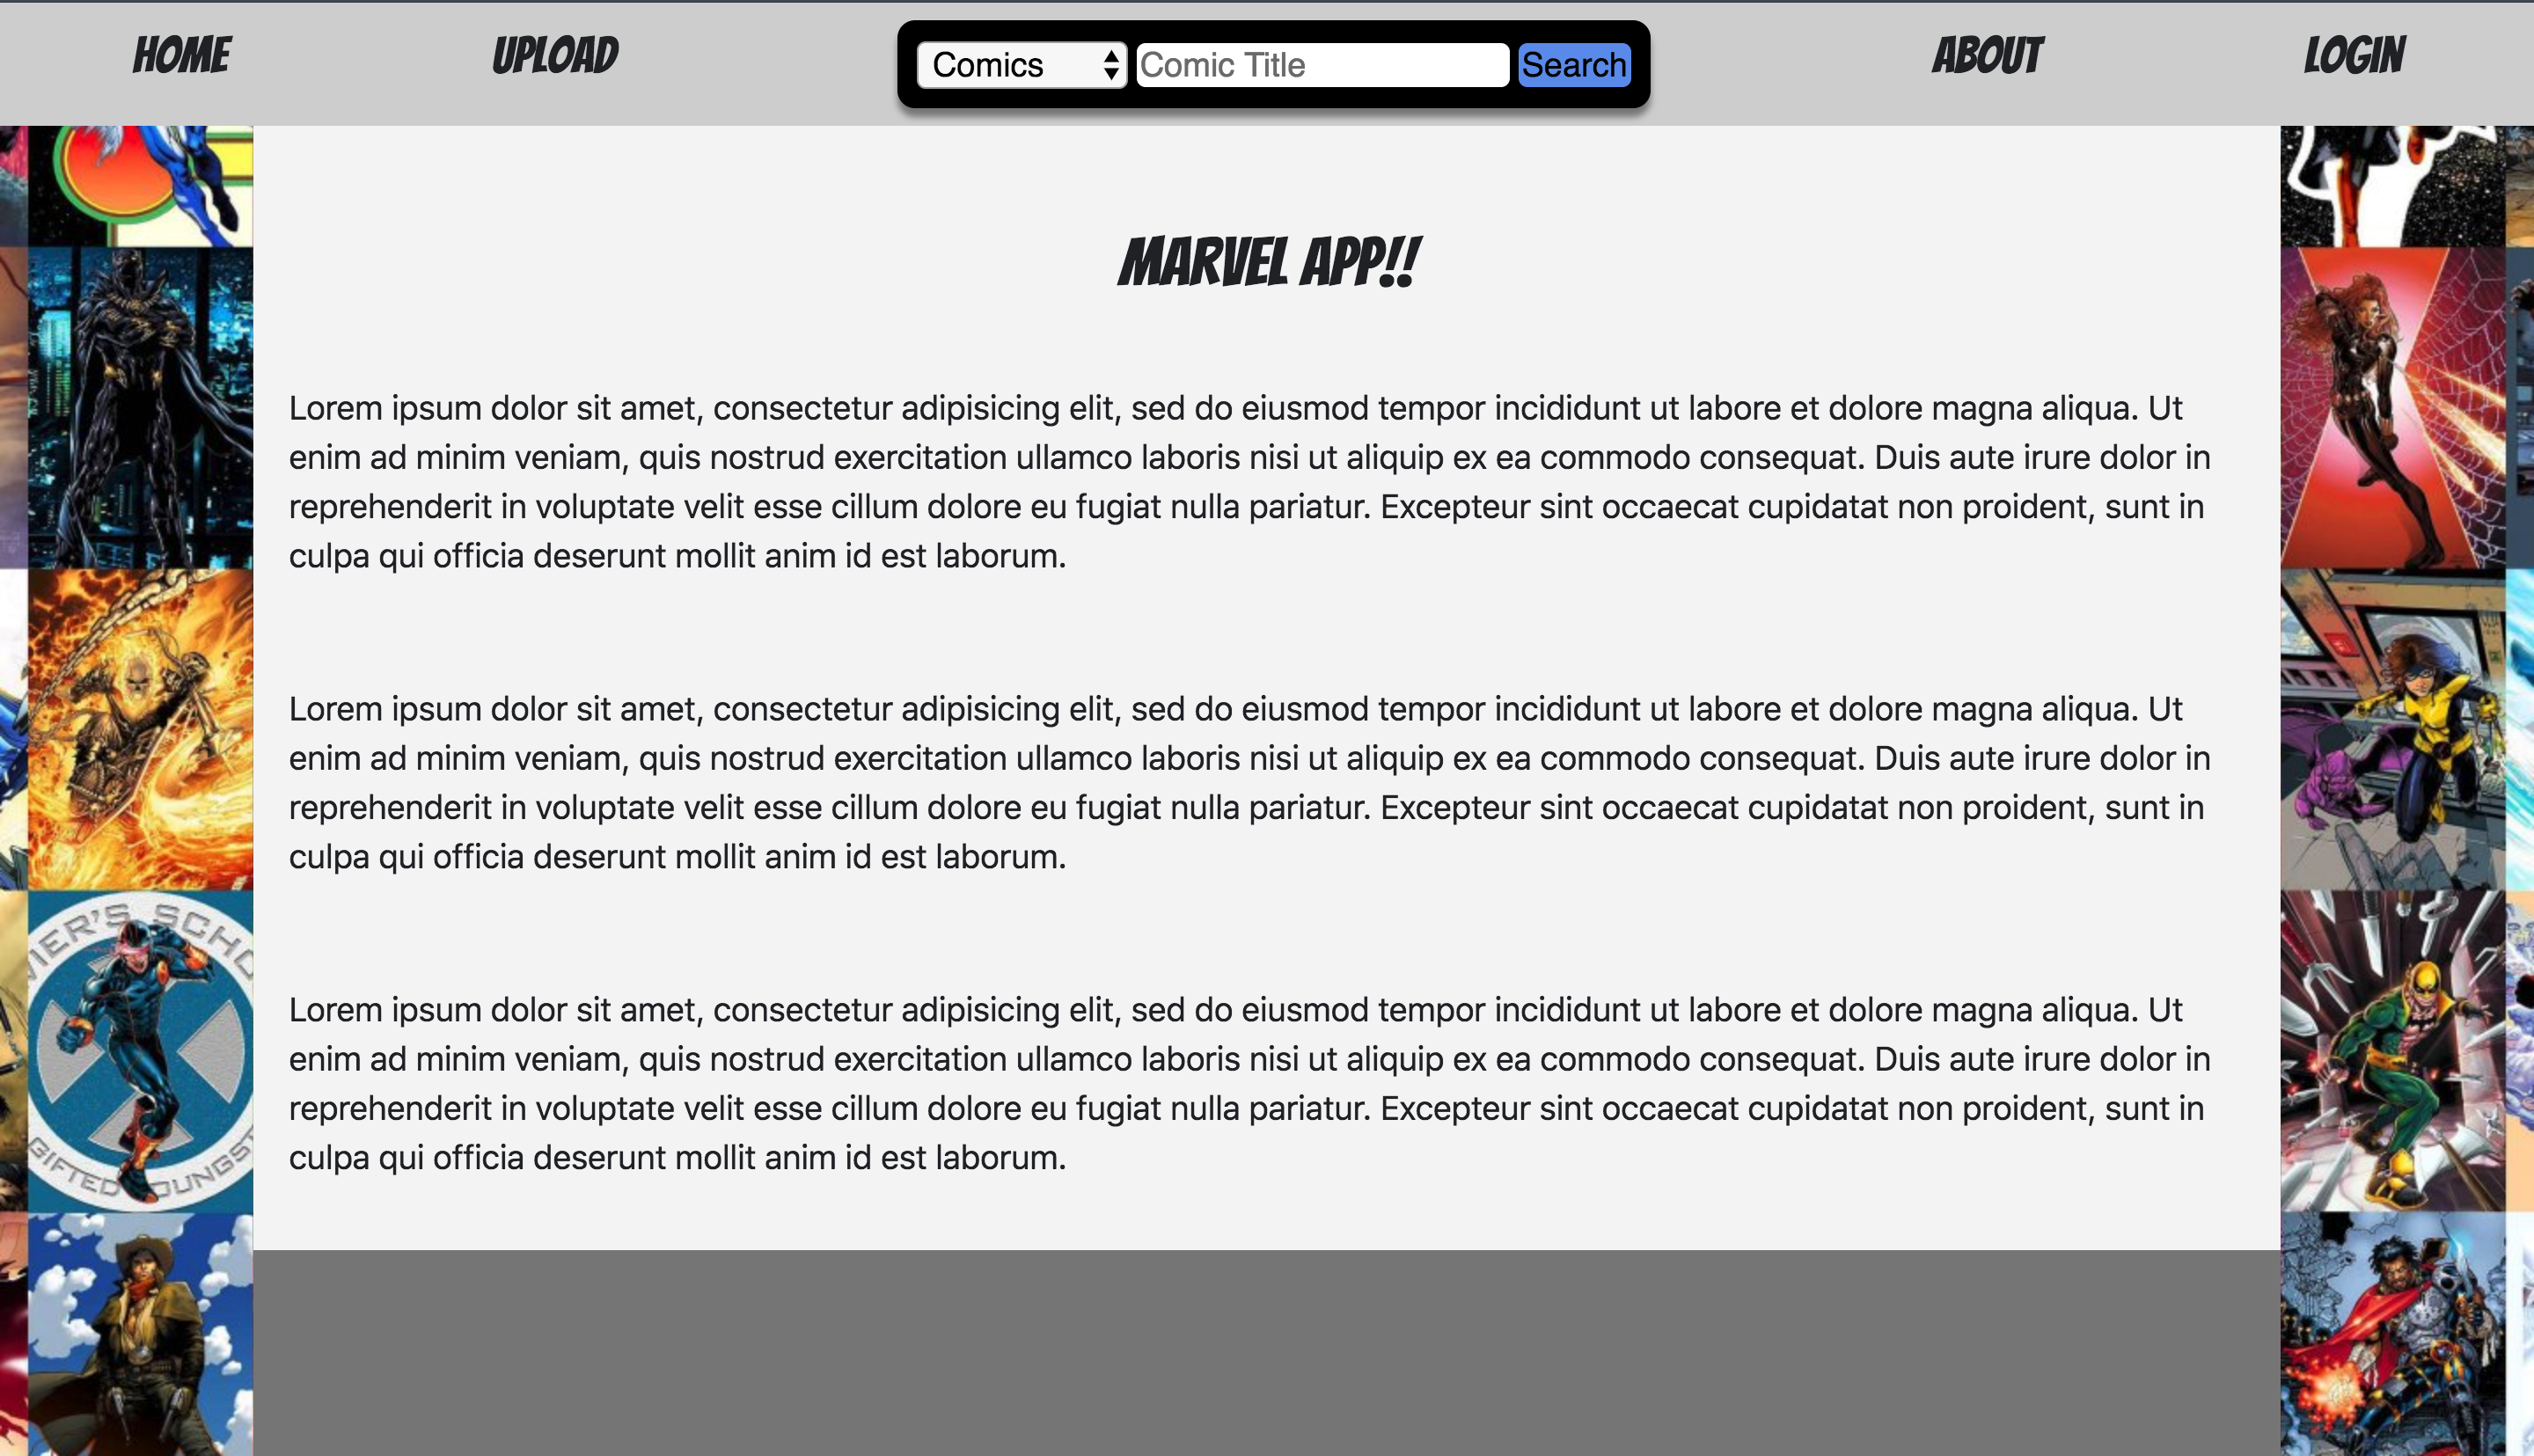 HOME
UPLOAD
Comics
Comic Title
Search
ABOUT
LOGIN
MARVEL APP!!
Lorem ipsum dolor sit amet, consectetur adipisicing elit, sed do eiusmod tempor incididunt ut labore et dolore magna aliqua. Ut
enim ad minim veniam, quis nostrud exercitation ullamco laboris nisi ut aliquip ex ea commodo consequat. Duis aute irure dolor in
reprehenderit in voluptate velit esse cillum dolore eu fugiat nulla pariatur. Excepteur sint occaecat cupidatat non proident, sunt in
culpa qui officia deserunt mollit anim id est laborum.
Lorem ipsum dolor sit amet, consectetur adipisicing elit, sed do eiusmod tempor incididunt ut labore et dolore magna aliqua. Ut
enim ad minim veniam, quis nostrud exercitation ullamco laboris nisi ut aliquip ex ea commodo consequat. Duis aute irure dolor in
reprehenderit in voluptate velit esse cillum dolore eu fugiat nulla pariatur. Excepteur sint occaecat cupidatat non proident, sunt in
culpa qui officia deserunt mollit anim id est laborum.
Lorem ipsum dolor sit amet, consectetur adipisicing elit, sed do eiusmod tempor incididunt ut labore et dolore magna aliqua. Ut
enim ad minim veniam, quis nostrud exercitation ullamco laboris nisi ut aliquip ex ea commodo consequat. Duis aute irure dolor in
reprehenderit in voluptate velit esse cillum dolore eu fugiat nulla pariatur. Excepteur sint occaecat cupidatat non proident, sunt in
culpa qui officia deserunt mollit anim id est laborum.
VIER'S SCHO
GIFTED OUNGS